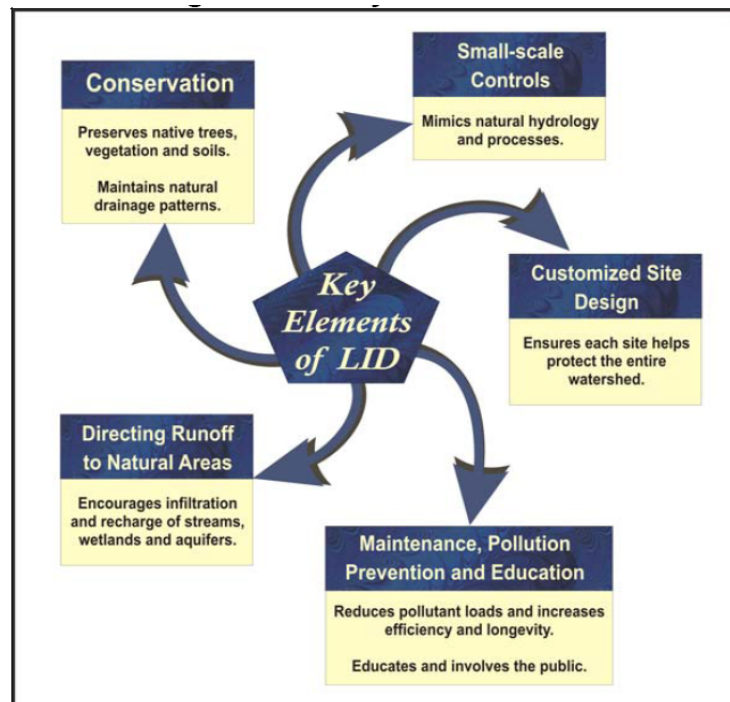 Conservation
Preserves native trees,
vegetation and soils.
Maintains natural
drainage patterns.
Small-scale
Controls
Mimics natural hydrology
and processes.
Key
Elements
of LID
Customized Site
Design
Ensures each site helps
protect the entire
watershed.
Directing Runoff
to Natural Areas
Encourages infiltration
and recharge of streams,
wetlands and aquifers.
Maintenance, Pollution
Prevention and Education
Reduces pollutant loads and increases
efficiency and longevity.
Educates and involves the public.